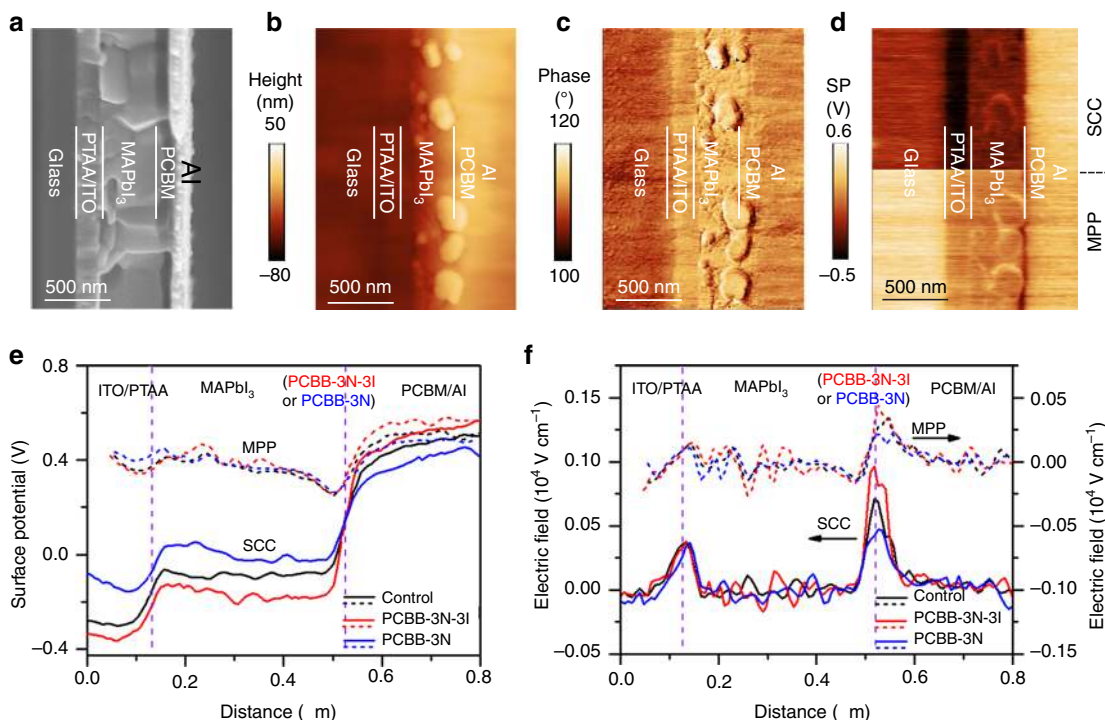 a
Glass
PTAA/ITO
MAPbI3
PCBM
Al
500 nm
b
Height
(nm)
50
−80
Glass
PTAA/ITO
MAPbI3
PCBM
Al
500 nm
c
Phase
(°)
120
100
Glass
PTAA/ITO
MAPbI3
PCBM
Al
500 nm
d
SP
(V)
0.6
−0.5
Glass
PTAA/ITO
MAPbI3
PCBM
Al
500 nm
SCC
MPP
e
Surface potential (V)
0.8
0.4
0.0
−0.4
ITO/PTAA
MAPbI3
(PCBB-3N-3I
or PCBB-3N)
PCBM/Al
MPP
SCC
Control
PCBB-3N-3I
PCBB-3N
0.0 0.2 0.4 0.6 0.8
Distance ( m)
f
Electric field (10⁴ V cm⁻¹)
0.15
0.10
0.05
0.00
−0.05
ITO/PTAA
MAPbI3
(PCBB-3N-3I
or PCBB-3N)
PCBM/Al
MPP
SCC
Control
PCBB-3N-3I
PCBB-3N
0.05
0.00
−0.05
−0.10
−0.15
Electric field (10⁴ V cm⁻¹)
0.0 0.2 0.4 0.6 0.8
Distance ( m)